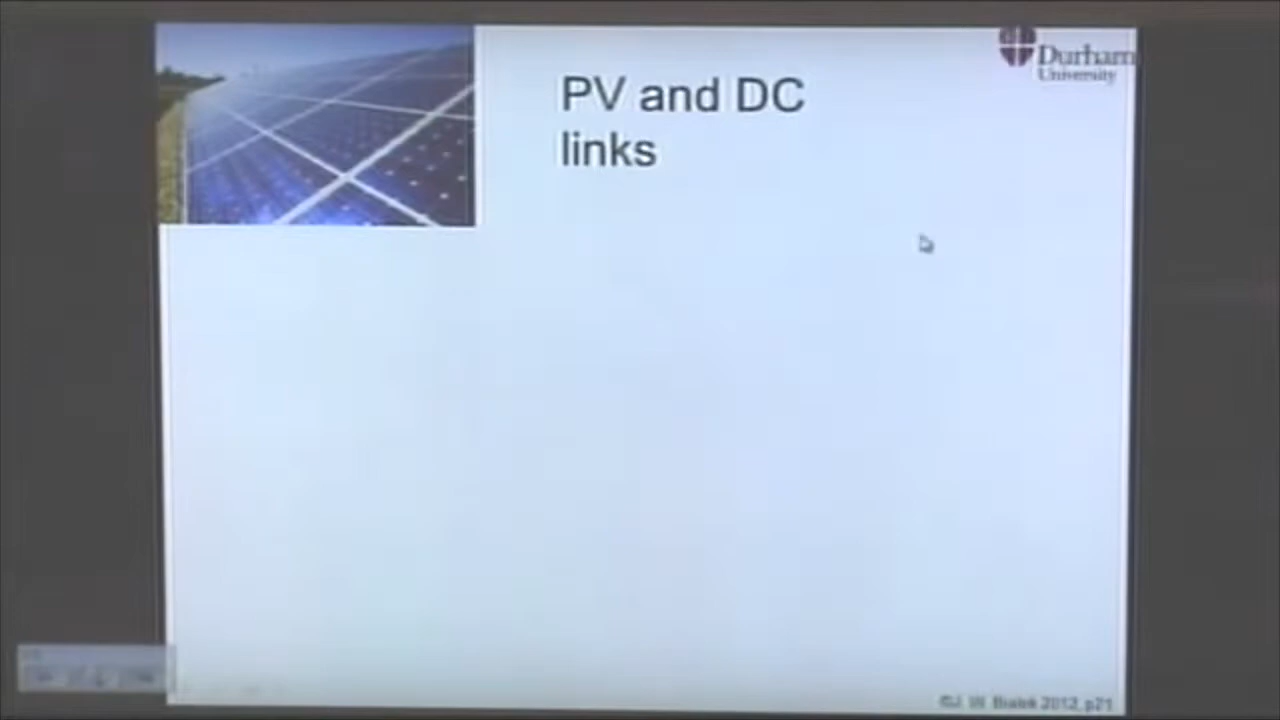 PV and DC
links
Durham
University
©J. W. Bialek 2012, p21